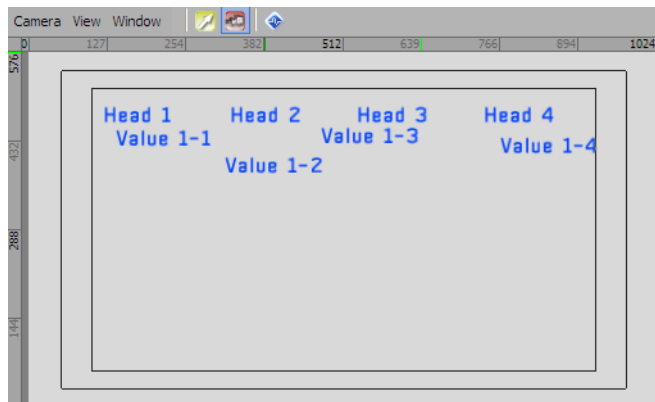 Camera View Window
0 127 254 382 512 639 766 894 1024
576
432
288
144
Head 1 Head 2 Head 3 Head 4
Value 1-1 Value 1-3 Value 1-4
Value 1-2